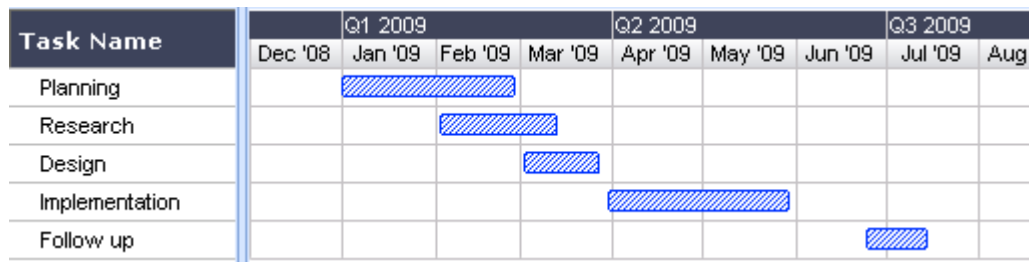 Task Name
Q1 2009 Q2 2009 Q3 2009
Dec '08 Jan '09 Feb '09 Mar '09 Apr '09 May '09 Jun '09 Jul '09 Aug
Planning
Research
Design
Implementation
Follow up